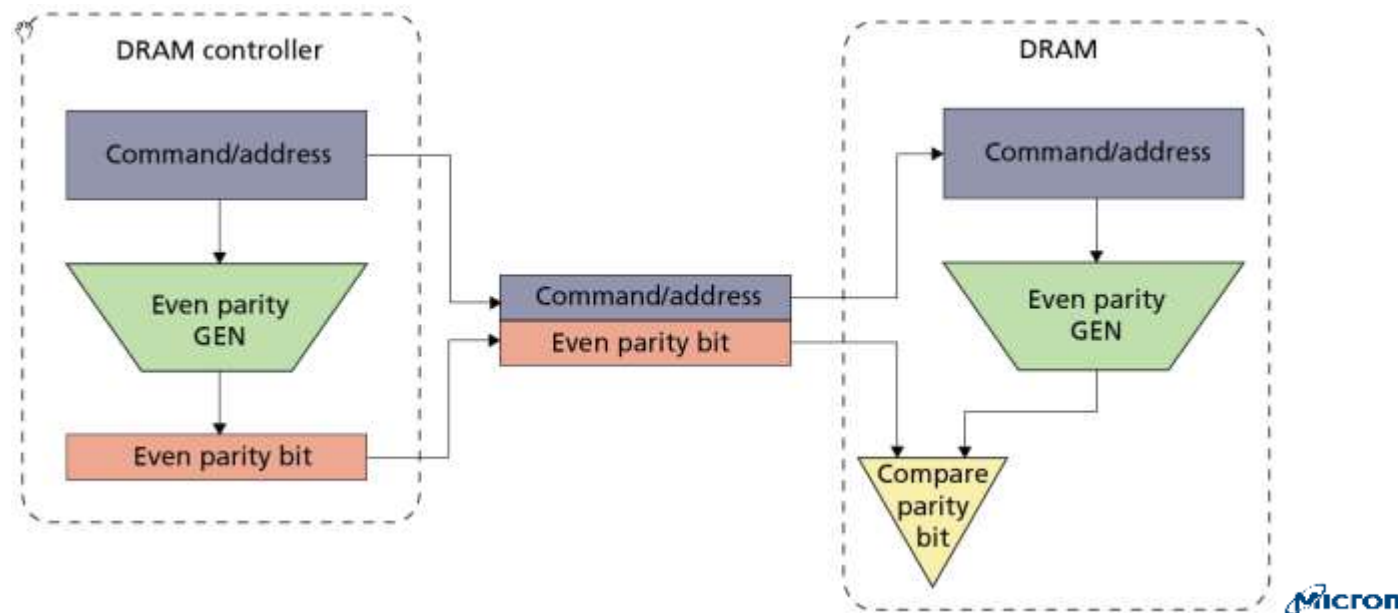 DRAM controller
Command/address
Even parity
GEN
Even parity bit
Command/address
Even parity bit
DRAM
Command/address
Even parity
GEN
Compare
parity
bit
Micron